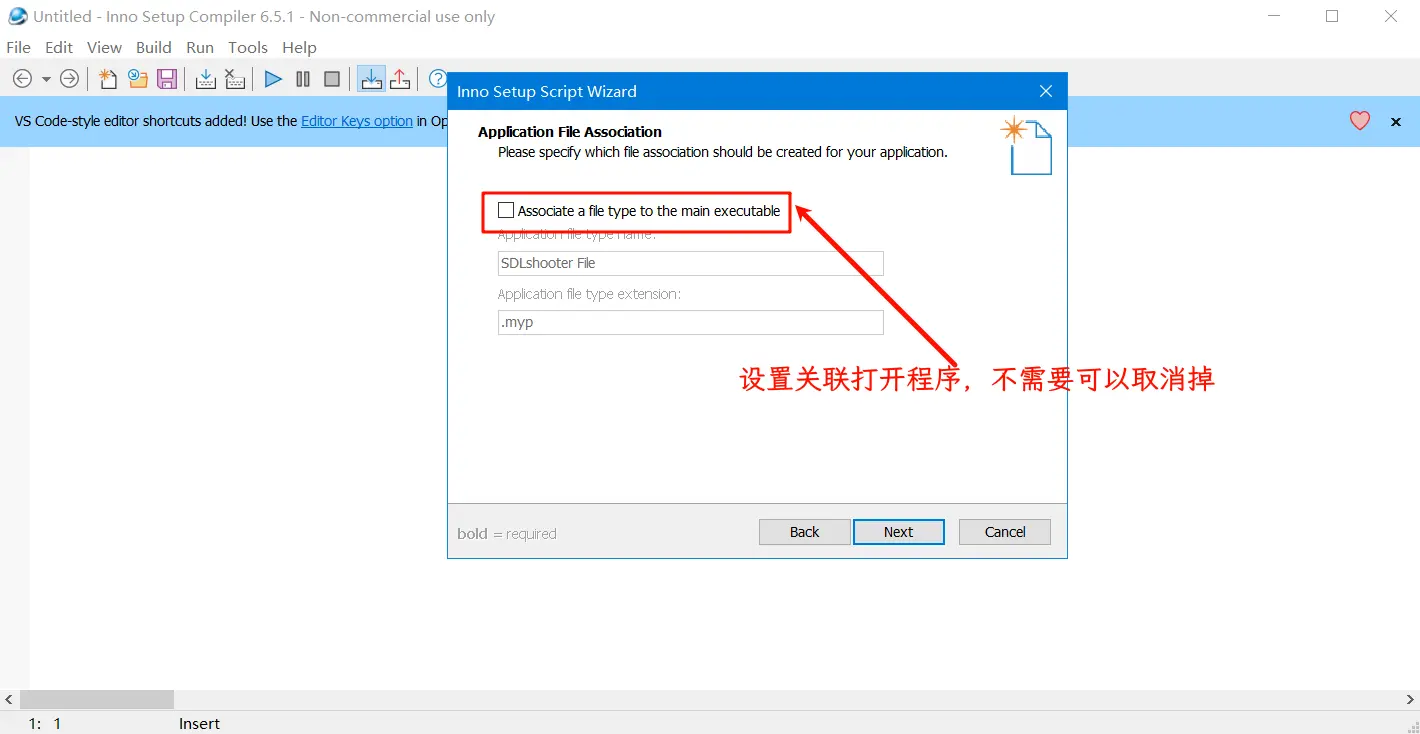 Untitled - Inno Setup Compiler 6.5.1 - Non-commercial use only
File Edit View Build Run Tools Help
Inno Setup Script Wizard
VS Code-style editor shortcuts added! Use the Editor Keys option in Op
Application File Association
Please specify which file association should be created for your application.
Associate a file type to the main executable
Application file type name:
SDLshooter File
Application file type extension:
.myp
设置关联打开程序，不需要可以取消掉
bold = required
Back Next Cancel
1: 1 Insert